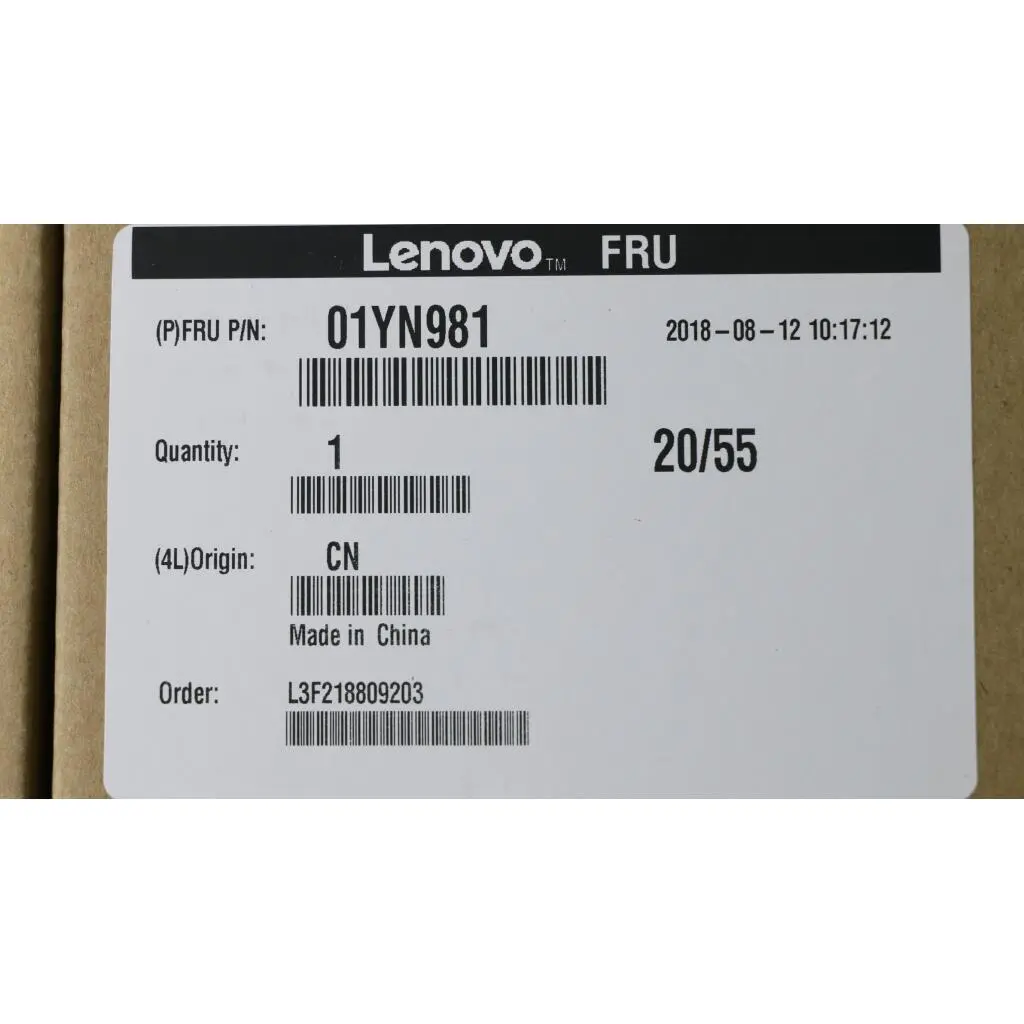 Lenovo™ FRU
(P)FRU P/N: 01YN981 2018-08-12 10:17:12
Quantity: 1 20/55
(4L)Origin: CN
Made in China
Order: L3F218809203